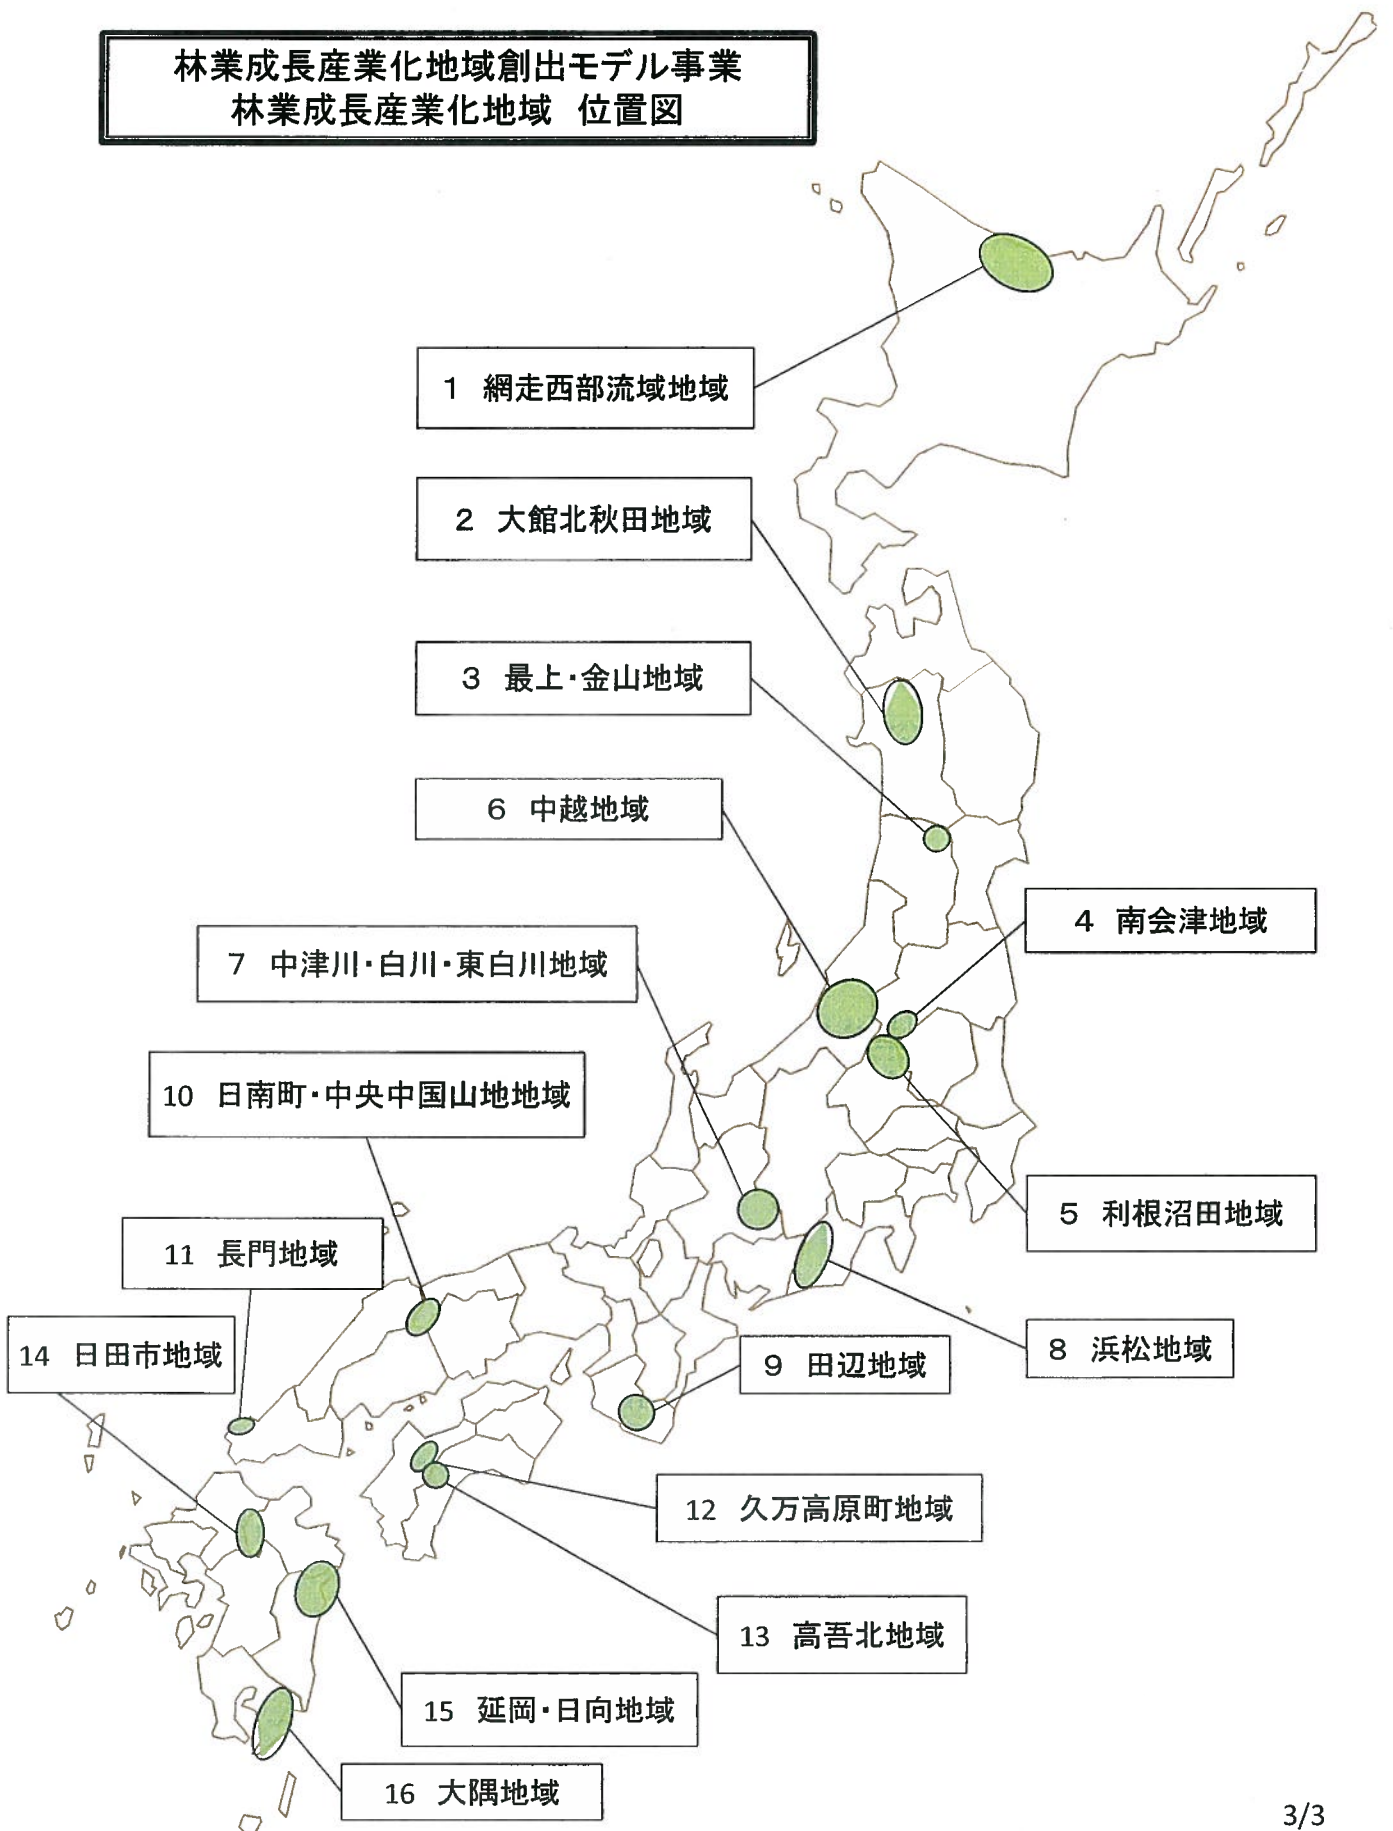 林業成長産業化地域創出モデル事業
林業成長産業化地域 位置図
1 網走西部流域地域
2 大館北秋田地域
3 最上・金山地域
6 中越地域
4 南会津地域
7 中津川・白川・東白川地域
10 日南町・中央中国山地地域
5 利根沼田地域
11 長門地域
14 日田市地域
8 浜松地域
9 田辺地域
12 久万高原町地域
13 高吾北地域
15 延岡・日向地域
16 大隅地域
3/3